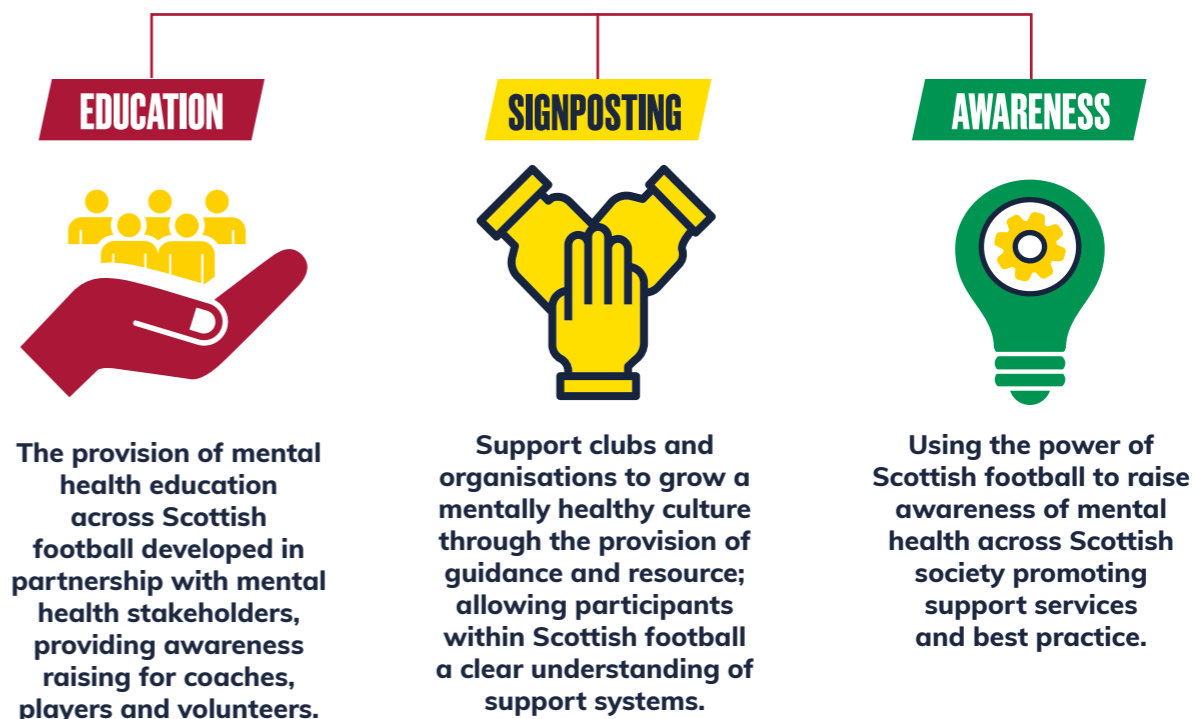 EDUCATION
The provision of mental
health education
across Scottish
football developed in
partnership with mental
health stakeholders,
providing awareness
raising for coaches,
players and volunteers.
SIGNPOSTING
Support clubs and
organisations to grow a
mentally healthy culture
through the provision of
guidance and resource;
allowing participants
within Scottish football
a clear understanding of
support systems.
AWARENESS
Using the power of
Scottish football to raise
awareness of mental
health across Scottish
society promoting
support services
and best practice.